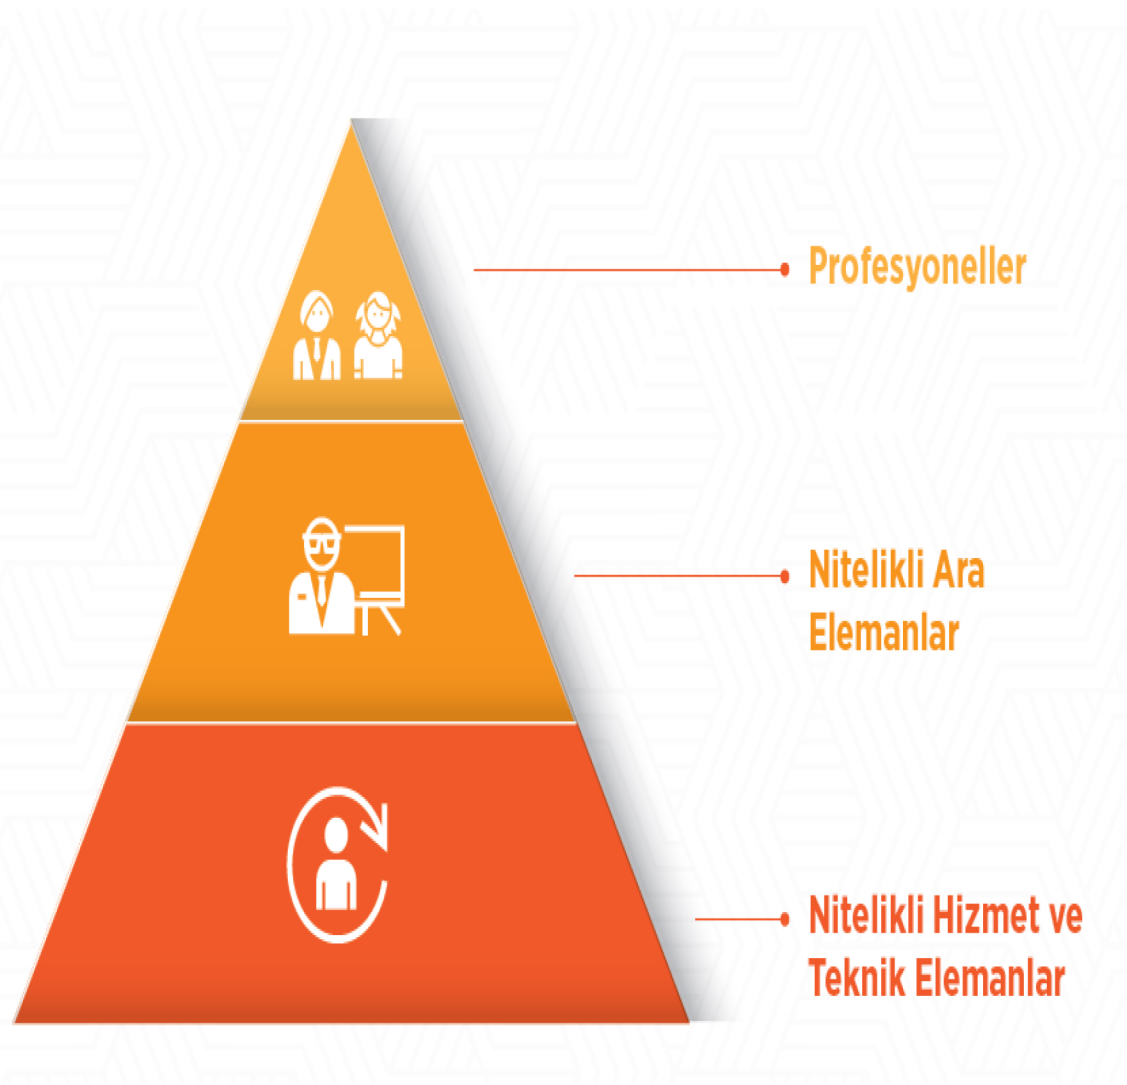 Profesyoneller
Nitelikli Ara
Elemanlar
Nitelikli Hizmet ve
Teknik Elemanlar